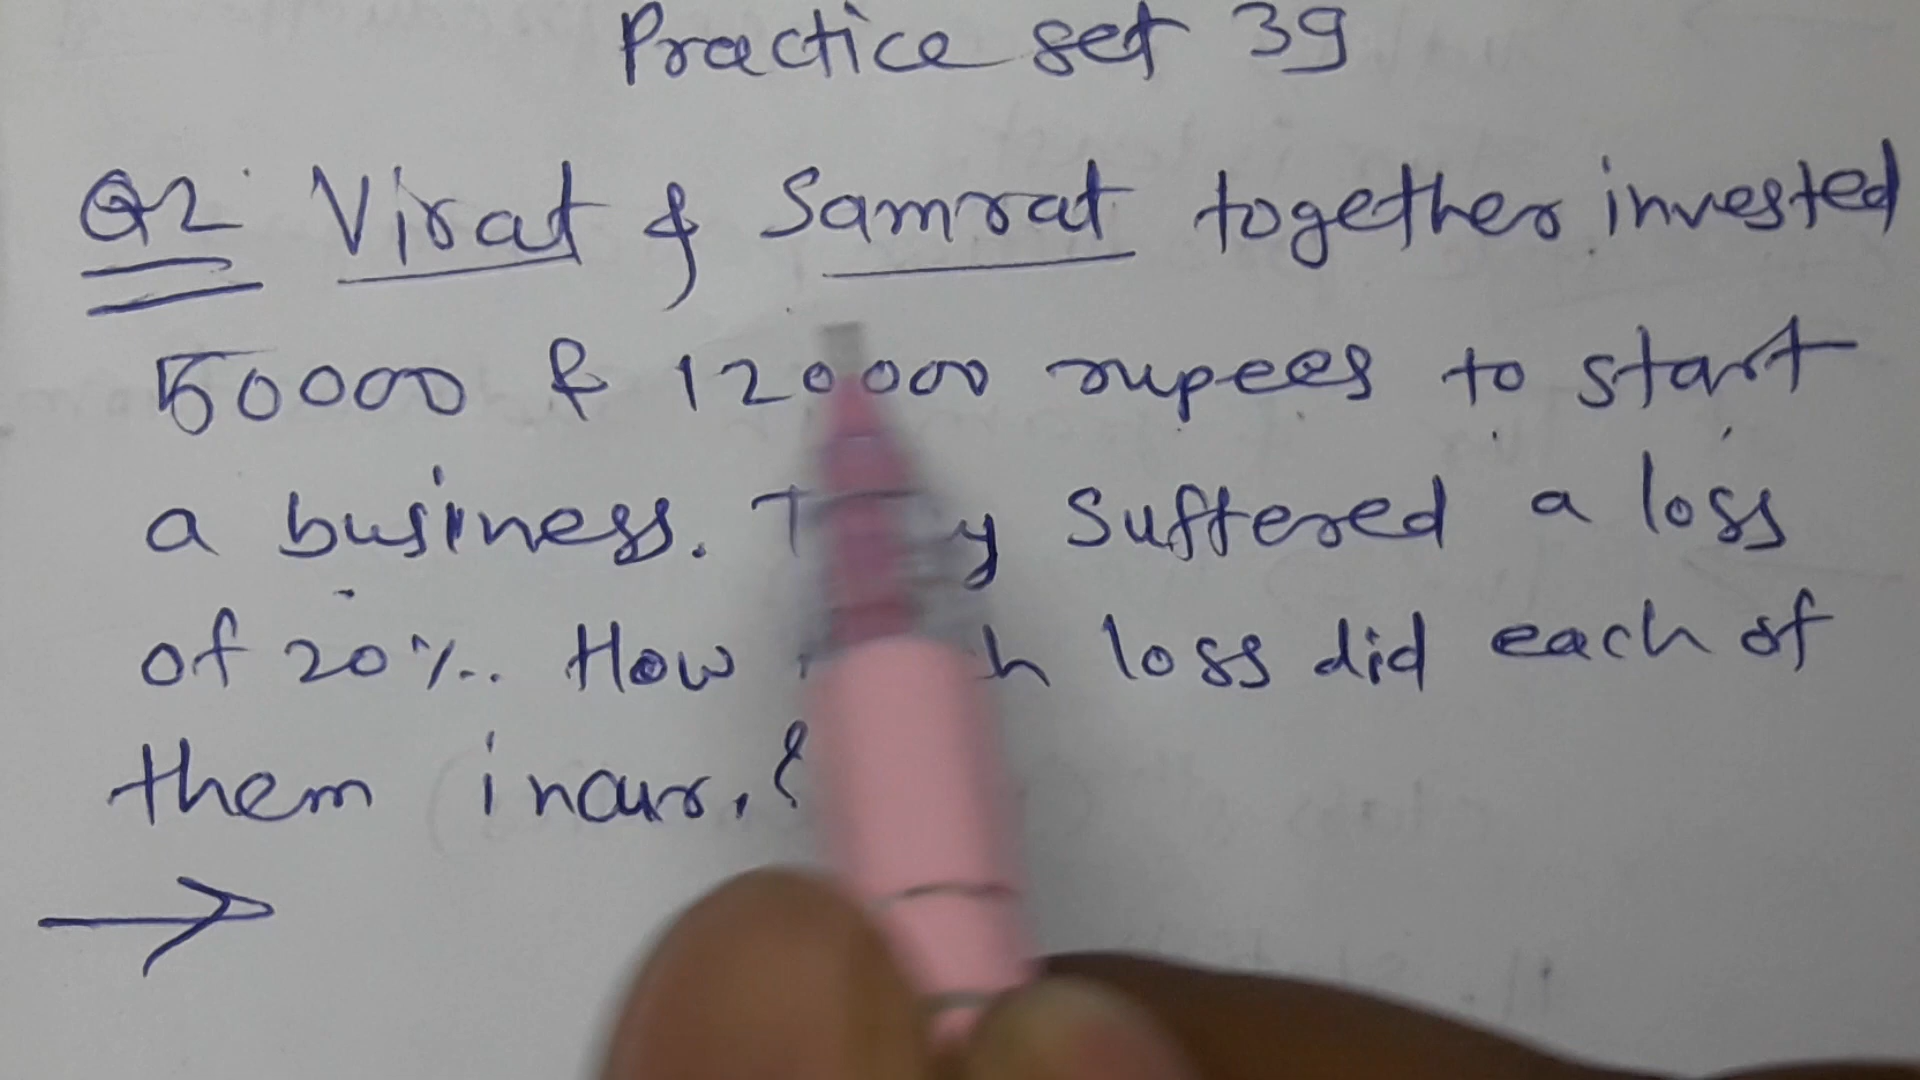 Practice set 39
Q2 Virat & Samrat together invested
50000 & 120000 rupees to start
a business. suffered a loss
of 20%. How loss did each of
them incur.?